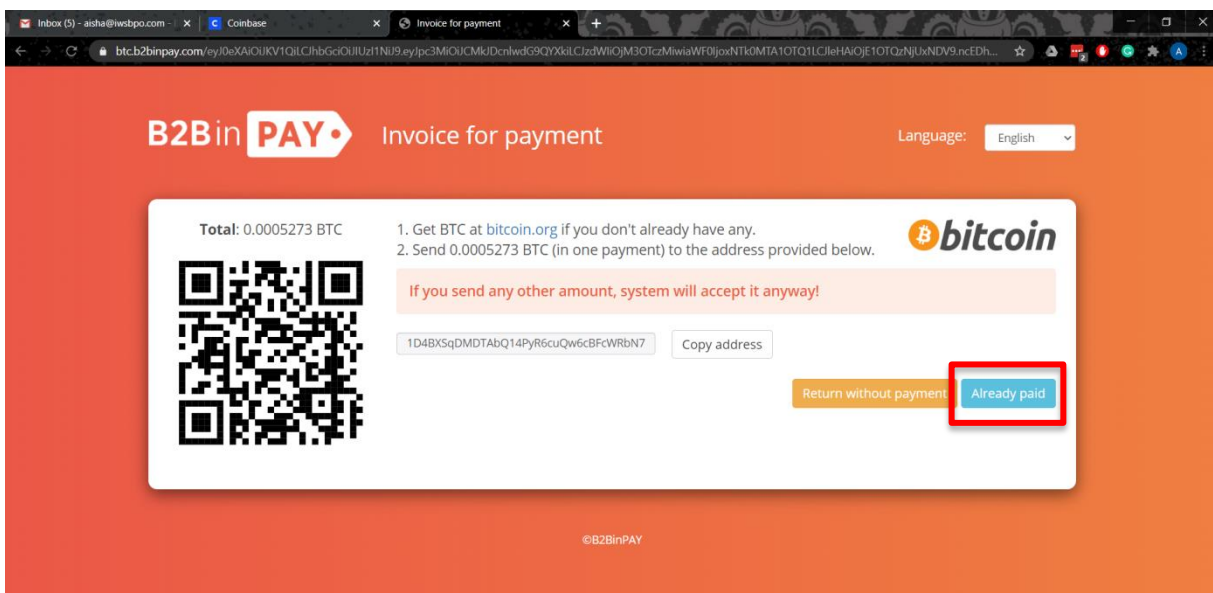 Inbox (5) - aisha@iwsbpo.com -
Coinbase
Invoice for payment
B2BinPAY
Invoice for payment
Language:
English
Total: 0.0005273 BTC
1. Get BTC at bitcoin.org if you don't already have any.
2. Send 0.0005273 BTC (in one payment) to the address provided below.
bitcoin
If you send any other amount, system will accept it anyway!
1D4BXSqDMDTAbQ14PyR6cuQw6cBFcWRbN7
Copy address
Return without payment
Already paid
©B2BinPAY